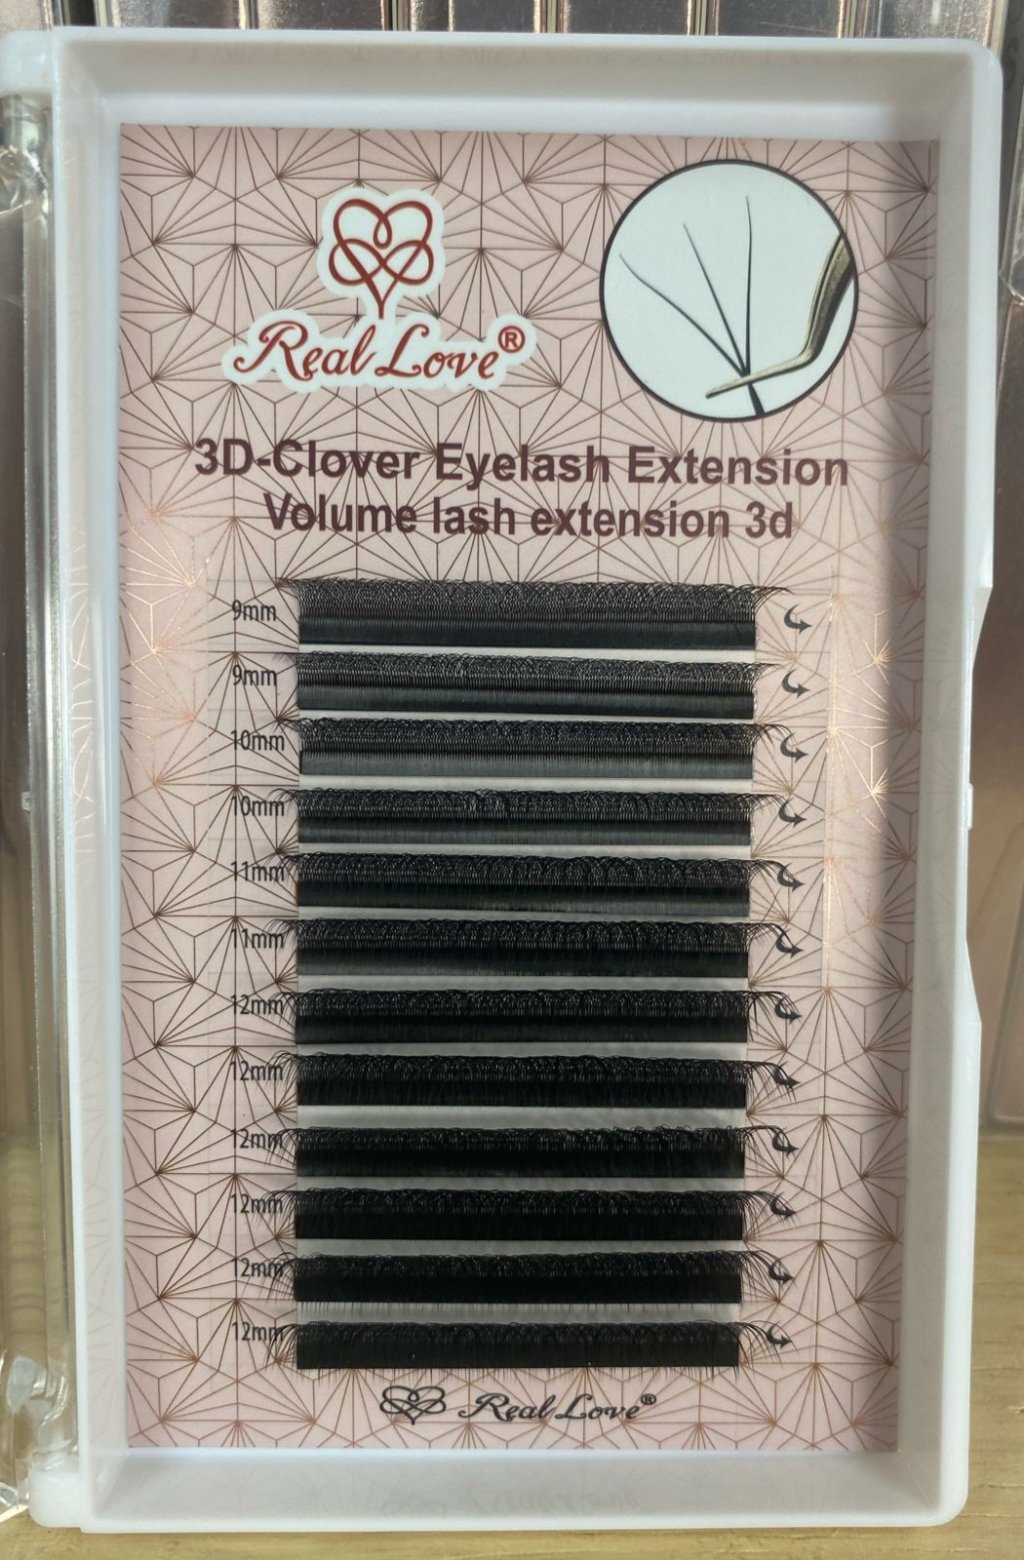 Real Love®
3D-Clover Eyelash Extension
Volume lash extension 3d
9mm
9mm
10mm
10mm
11mm
11mm
12mm
12mm
12mm
12mm
12mm
12mm
Real Love®